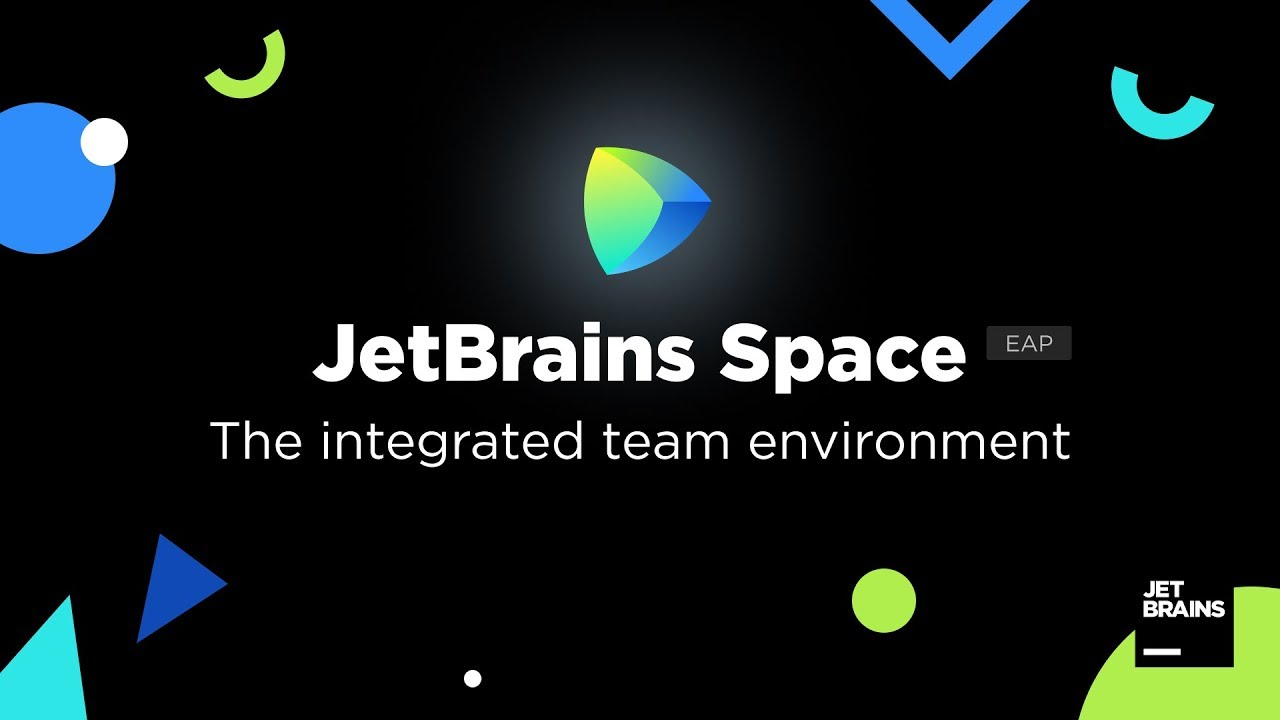 JetBrains Space EAP
The integrated team environment
JET
BRAINS